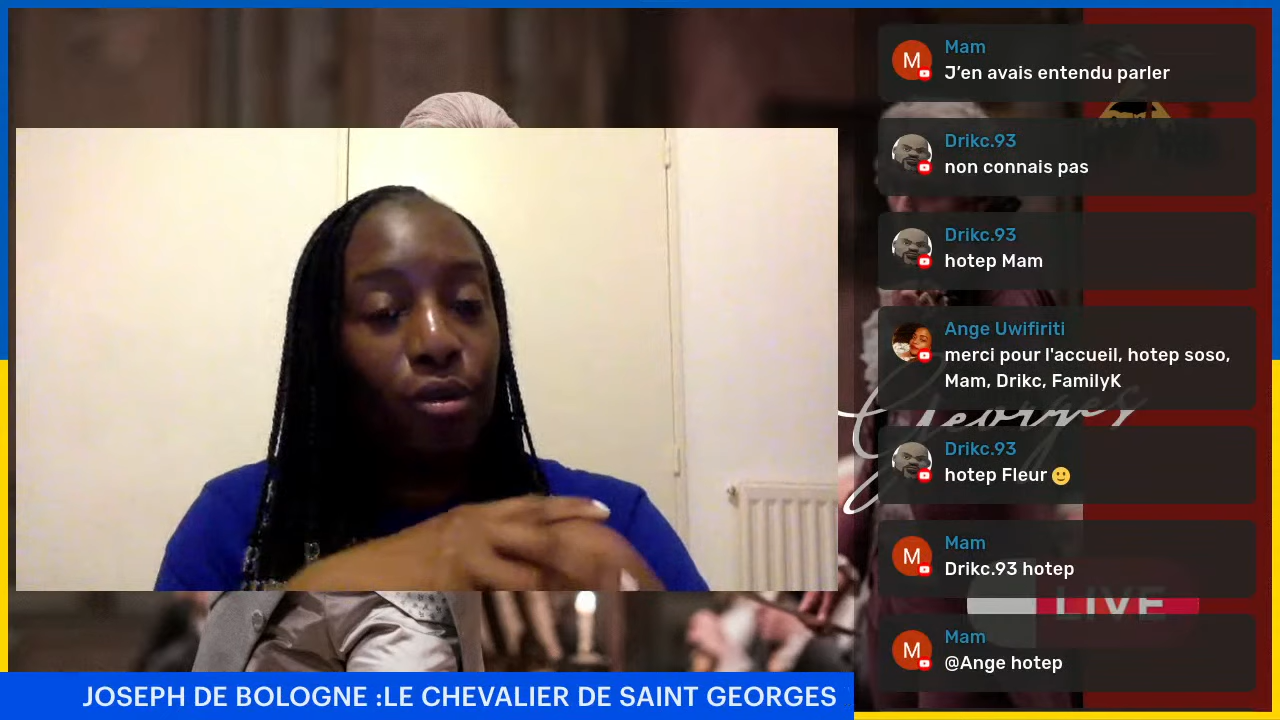 Mam
J’en avais entendu parler
Drikc.93
non connais pas
Drikc.93
hotep Mam
Ange Uwifiriti
merci pour l'accueil, hotep soso,
Mam, Drikc, FamilyK
Georges
Drikc.93
hotep Fleur 🙂
Mam
Drikc.93 hotep
LIVE
Mam
@Ange hotep
JOSEPH DE BOLOGNE :LE CHEVALIER DE SAINT GEORGES